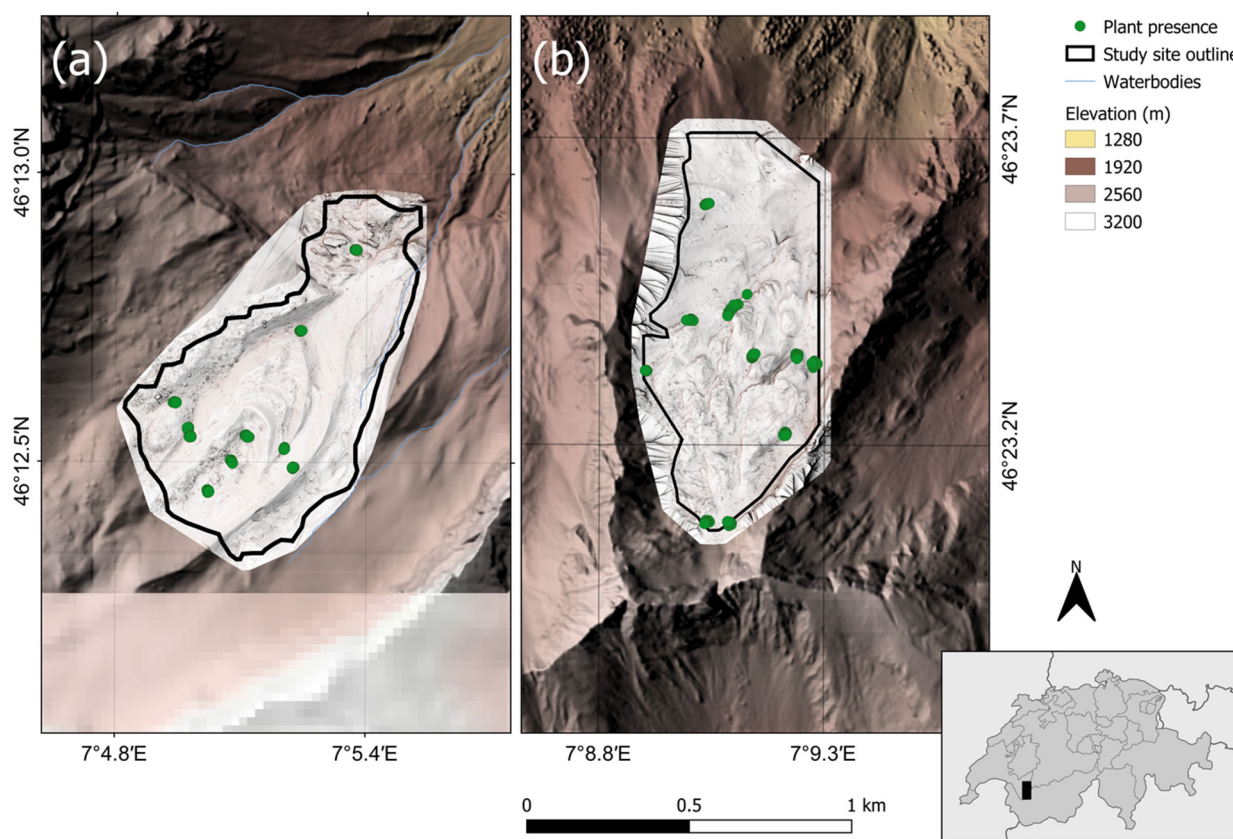 (a)
(b)
Plant presence
Study site outline
Waterbodies
Elevation (m)
1280
1920
2560
3200
46°13.0'N
46°12.5'N
46°23.7'N
46°23.2'N
7°4.8'E
7°5.4'E
7°8.8'E
7°9.3'E
N
0
0.5
1 km